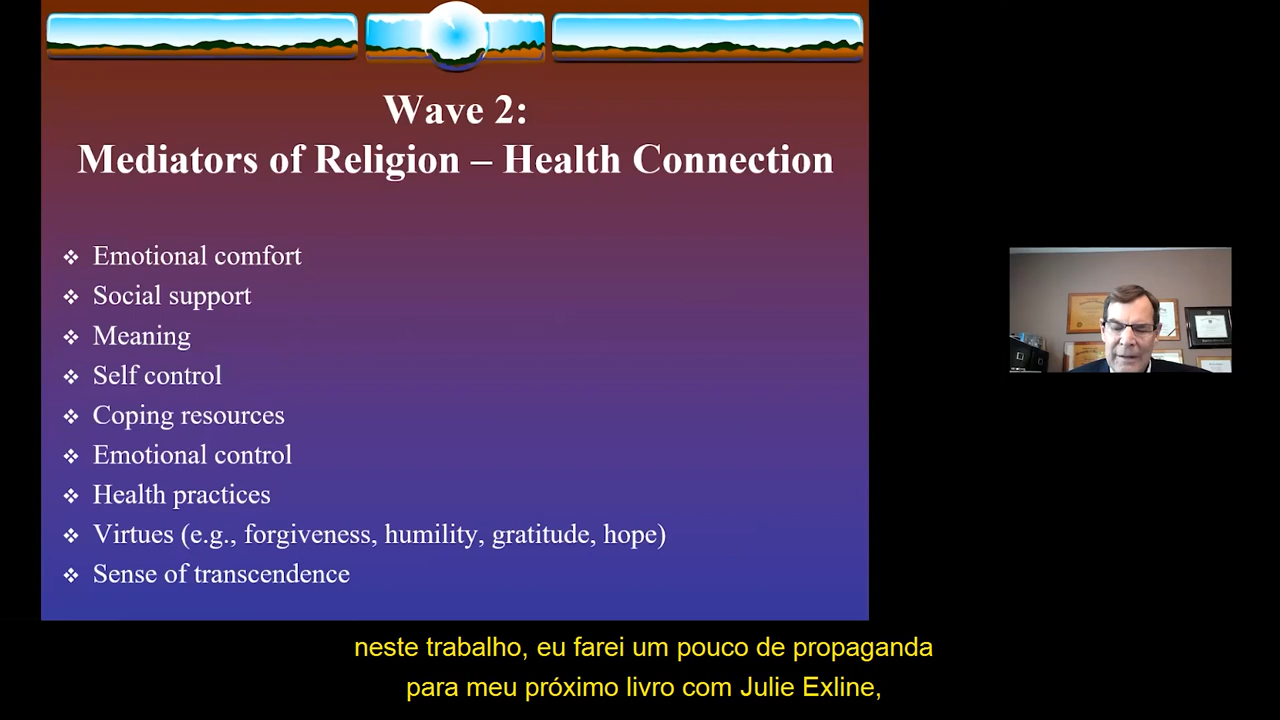 Wave 2:
Mediators of Religion – Health Connection
❖ Emotional comfort
❖ Social support
❖ Meaning
❖ Self control
❖ Coping resources
❖ Emotional control
❖ Health practices
❖ Virtues (e.g., forgiveness, humility, gratitude, hope)
❖ Sense of transcendence
neste trabalho, eu farei um pouco de propaganda
para meu próximo livro com Julie Exline,